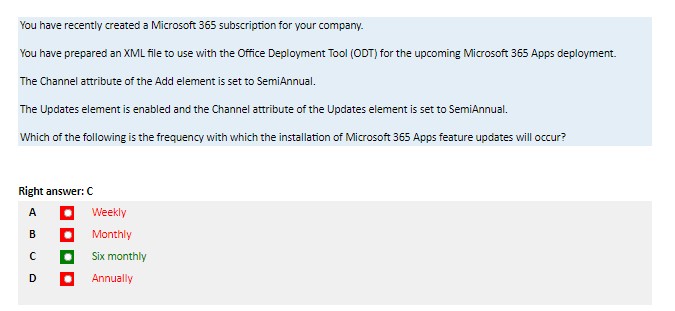 You have recently created a Microsoft 365 subscription for your company.
You have prepared an XML file to use with the Office Deployment Tool (ODT) for the upcoming Microsoft 365 Apps deployment.
The Channel attribute of the Add element is set to SemiAnnual.
The Updates element is enabled and the Channel attribute of the Updates element is set to SemiAnnual.
Which of the following is the frequency with which the installation of Microsoft 365 Apps feature updates will occur?
Right answer: C
A Weekly
B Monthly
C Six monthly
D Annually